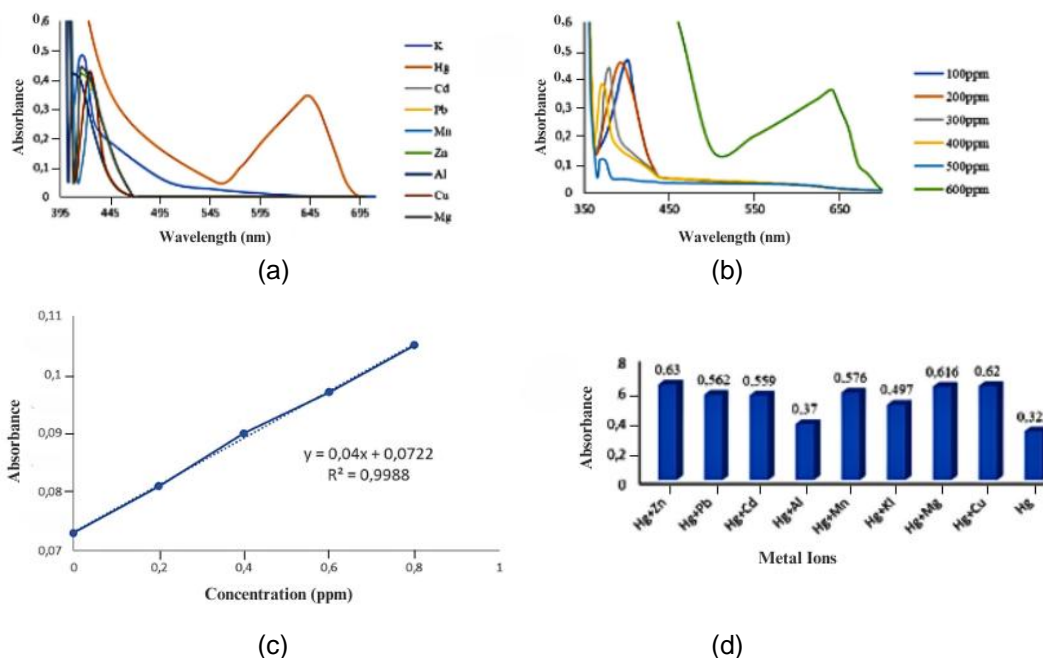 0,6
0,5
0,4
0,3
0,2
0,1
0
Absorbance
395 445 495 545 595 645 695
Wavelength (nm)
K
Hg
Cd
Pb
Mn
Zn
Al
Cu
Mg
(a)
0,6
0,5
0,4
0,3
0,2
0,1
0
Absorbance
350 450 550 650
Wavelength (nm)
100ppm
200ppm
300ppm
400ppm
500ppm
600ppm
(b)
0,11
0,1
0,09
0,08
0,07
Absorbance
y = 0,04x + 0,0722
R² = 0,9988
0 0,2 0,4 0,6 0,8 1
Concentration (ppm)
(c)
8
,6
0,4
0,2
0
Absorbance
0.63 0.562 0.559 0.37 0.576 0.497 0.616 0.62 0.32
Hg+Zn Hg+Pb Hg+Cd Hg+Al Hg+Mn Hg+Kl Hg+Mg Hg+Cu Hg
Metal Ions
(d)